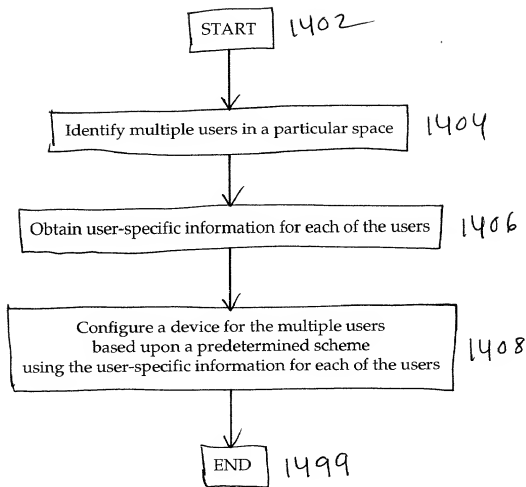 START 1402
Identify multiple users in a particular space 1404
Obtain user-specific information for each of the users 1406
Configure a device for the multiple users
based upon a predetermined scheme
using the user-specific information for each of the users 1408
END 1499